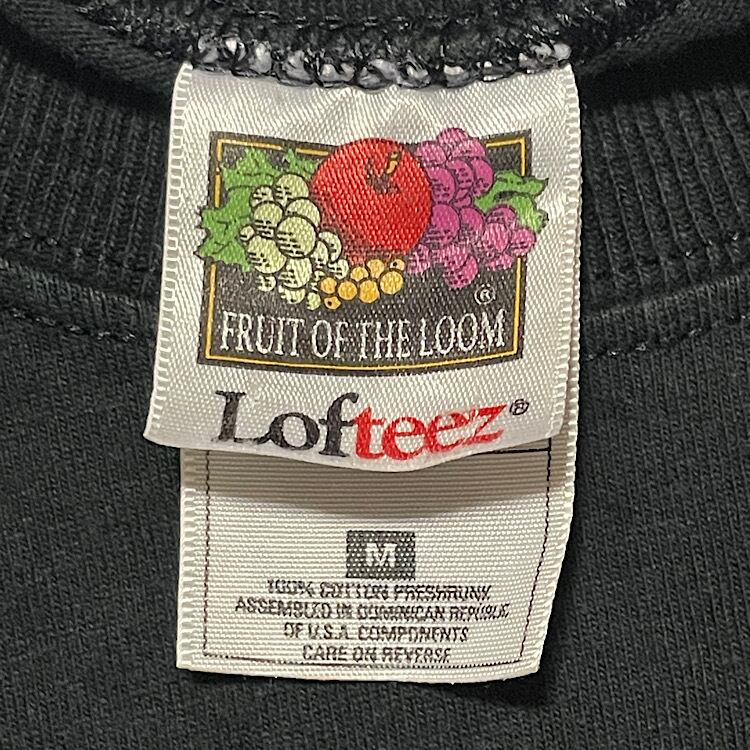 ®
FRUIT OF THE LOOM
Lofteez®
M
100% COTTON PRESHRUNK
ASSEMBLED IN DOMINICAN REPUBLIC
OF U.S.A. COMPONENTS
CARE ON REVERSE